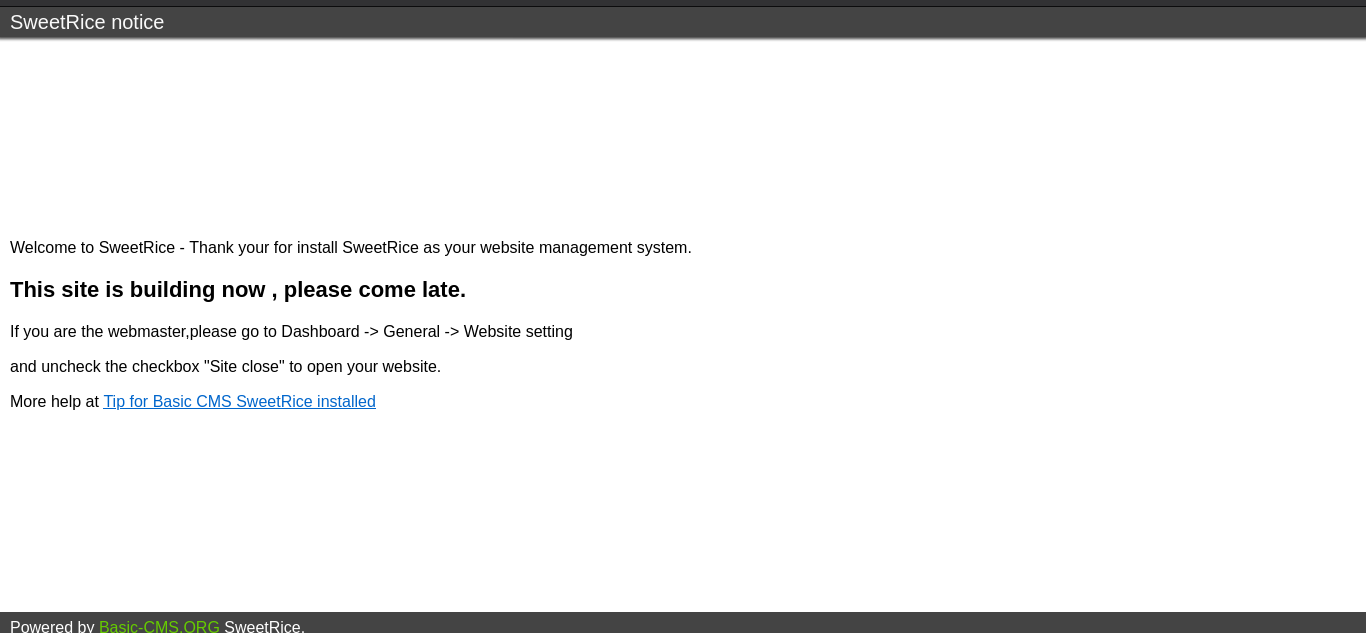 SweetRice notice
Welcome to SweetRice - Thank your for install SweetRice as your website management system.
This site is building now , please come late.
If you are the webmaster,please go to Dashboard -> General -> Website setting
and uncheck the checkbox "Site close" to open your website.
More help at Tip for Basic CMS SweetRice installed
Powered by Basic-CMS.ORG SweetRice.